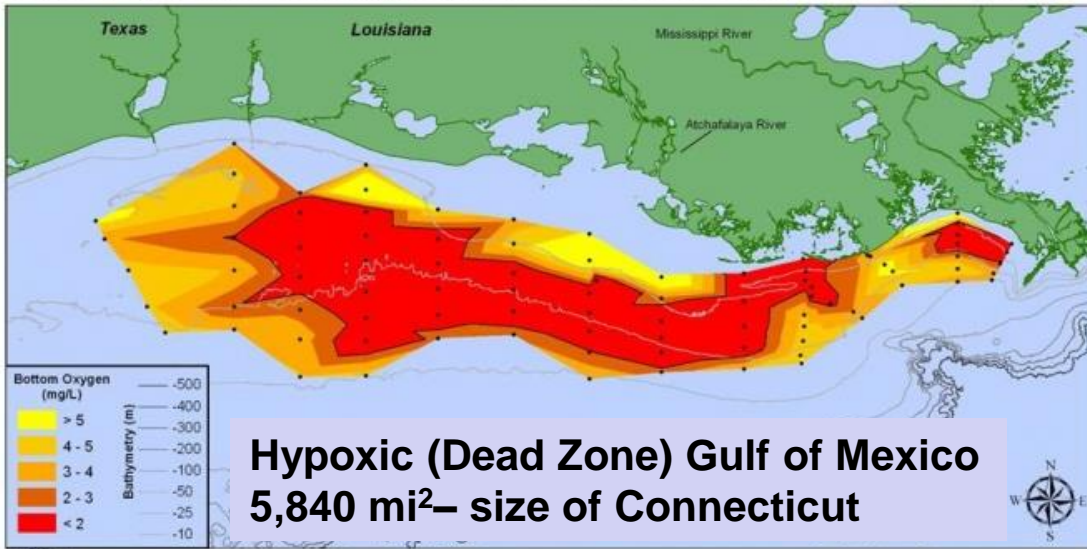 Texas
Louisiana
Mississippi River
Atchafalaya River
Bottom Oxygen
(mg/L)
> 5
4 - 5
3 - 4
2 - 3
< 2
Bathymetry (m)
-500
-400
-300
-200
-100
-50
-25
-10
Hypoxic (Dead Zone) Gulf of Mexico
5,840 mi²– size of Connecticut
N
W E
S